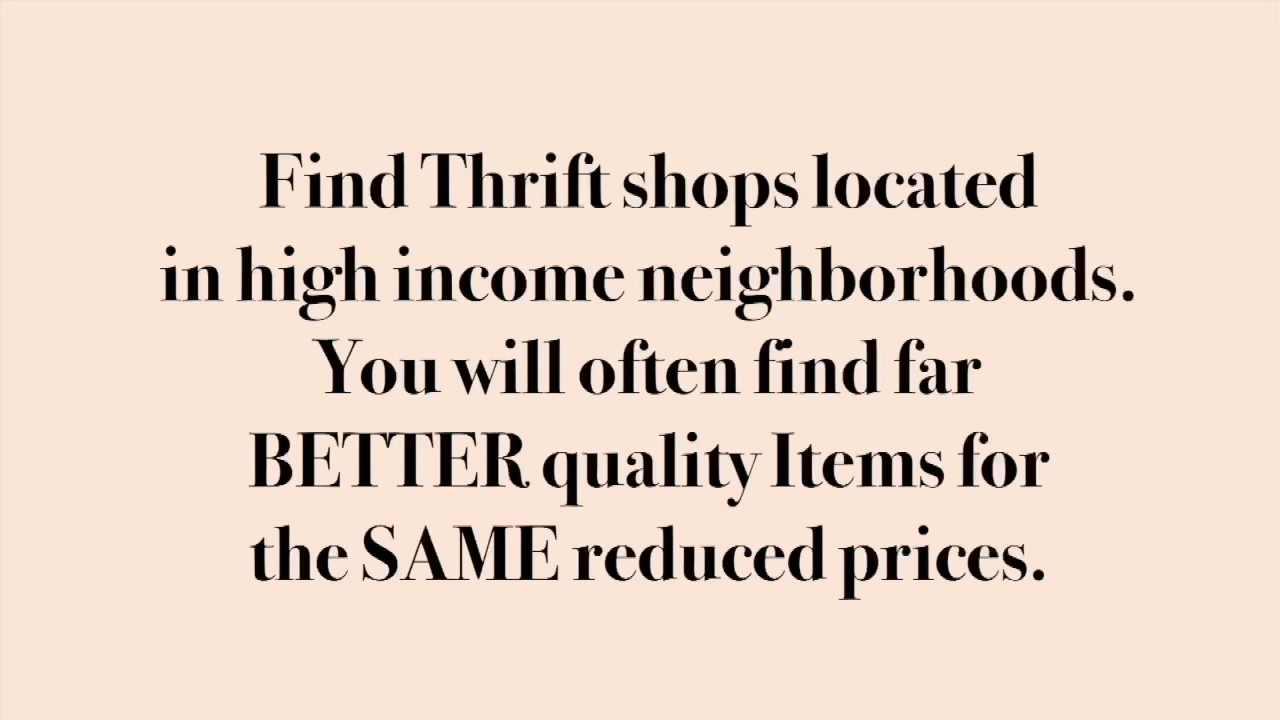 Find Thrift shops located
in high income neighborhoods.
You will often find far
BETTER quality Items for
the SAME reduced prices.